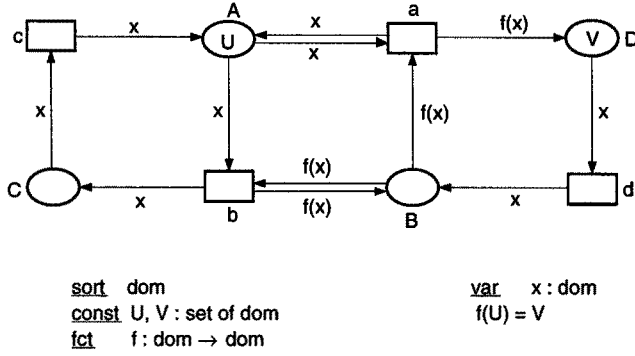 A
a
c
x
x
x
f(x)
U
V
D
x
x
f(x)
x
C
x
f(x)
f(x)
x
d
b
B
sort dom
var x : dom
const U, V : set of dom
f(U) = V
fct f : dom → dom